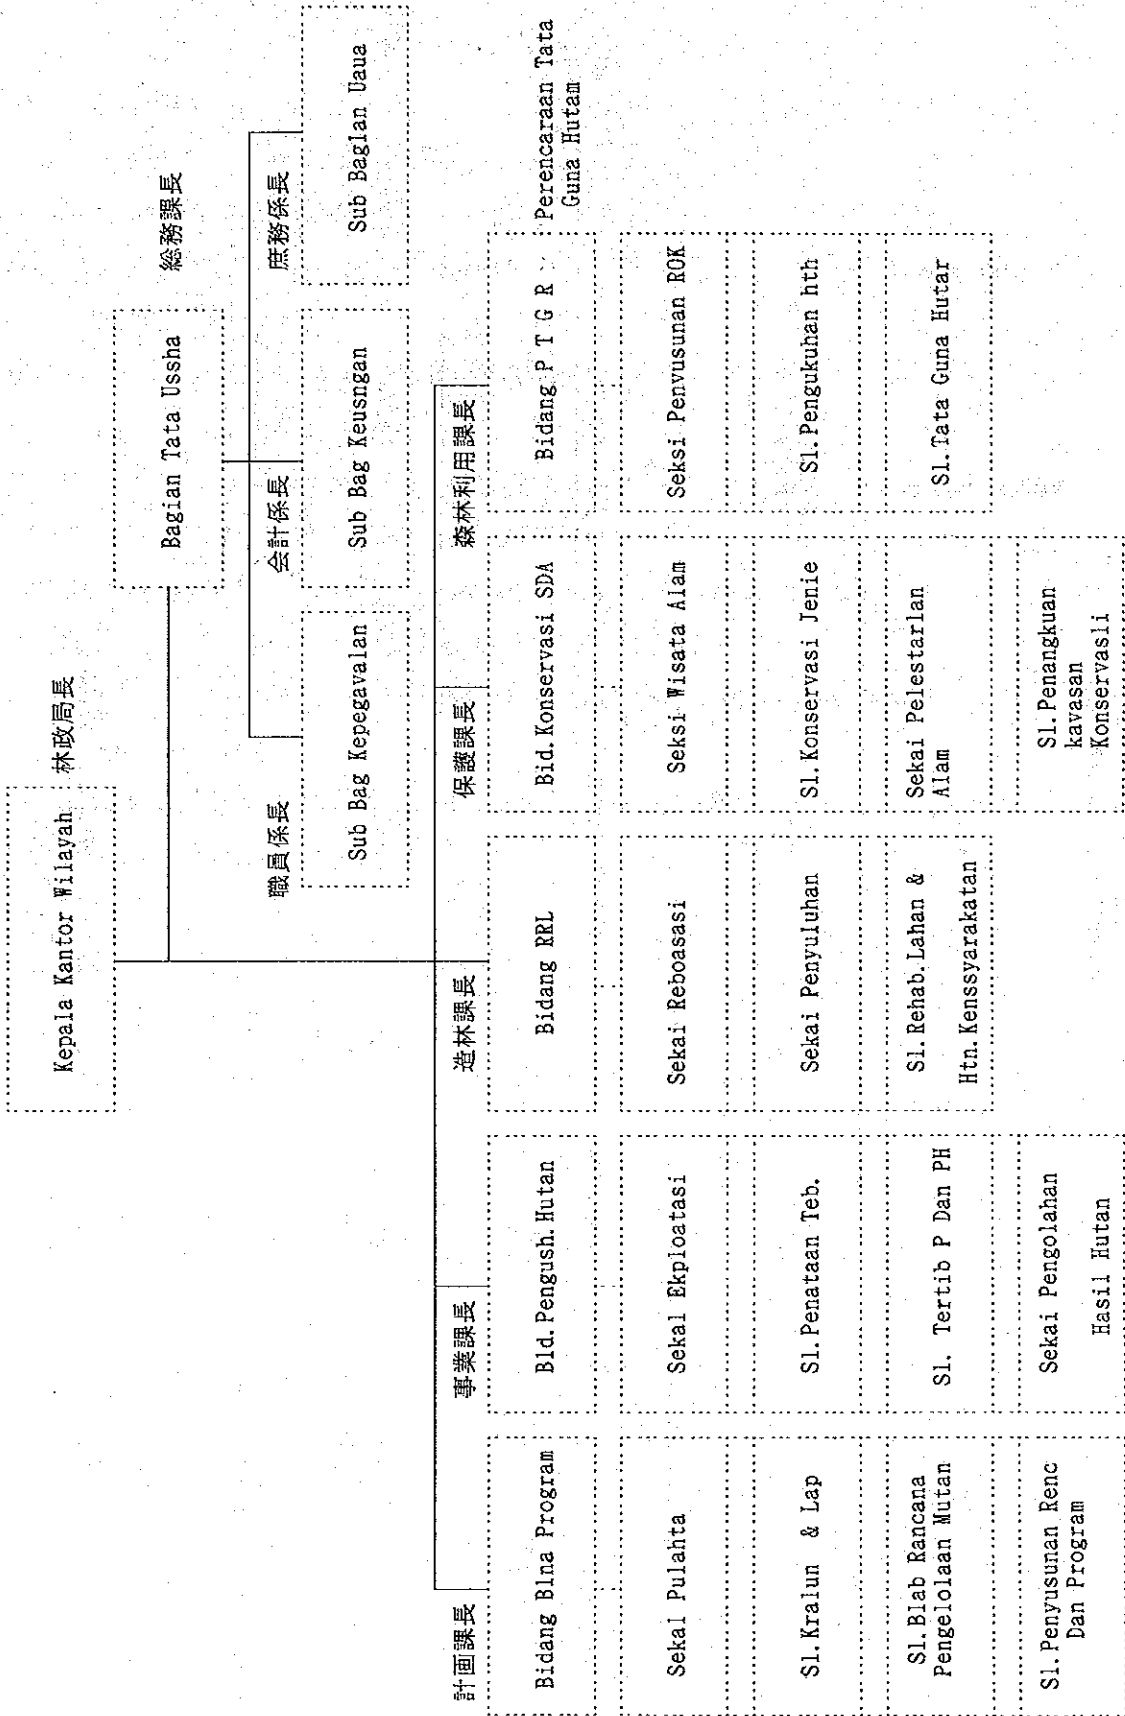 Kepala Kantor Wilayah 林政局長
Bagian Tata Ussha 総務課長
職員係長
Sub Bag Kepegavalan
会計係長
Sub Bag Keusngan
庶務係長
Sub Baglan Uaua
計画課長
Bidang Blna Program
Sekal Pulahta
Sl.Kralun & Lap
Sl.Blab Rancana
Pengelolaan Mutan
Sl.Penyusunan Renc
Dan Program
事業課長
Bld.Pengush.Hutan
Sekal Ekploatasi
Sl.Penataan Teb.
Sl. Tertib P Dan PH
Sekai Pengolahan
Hasil Hutan
造林課長
Bidang RRL
Sekai Reboasasi
Sekai Penyuluhan
Sl.Rehab.Lahan &
Htn.Kenssyarakatan
保護課長
Bid.Konservasi SDA
Seksi Wisata Alam
Sl.Konservasi Jenie
Sekai Pelestarlan
Alam
Sl.Penangkuan
kavasan
Konservasli
森林利用課長
Bidang P T G R
Perencaraan Tata
Guna Hutam
Seksi Penvusunan ROK
Sl.Pengukuhan hth
Sl.Tata Guna Hutar